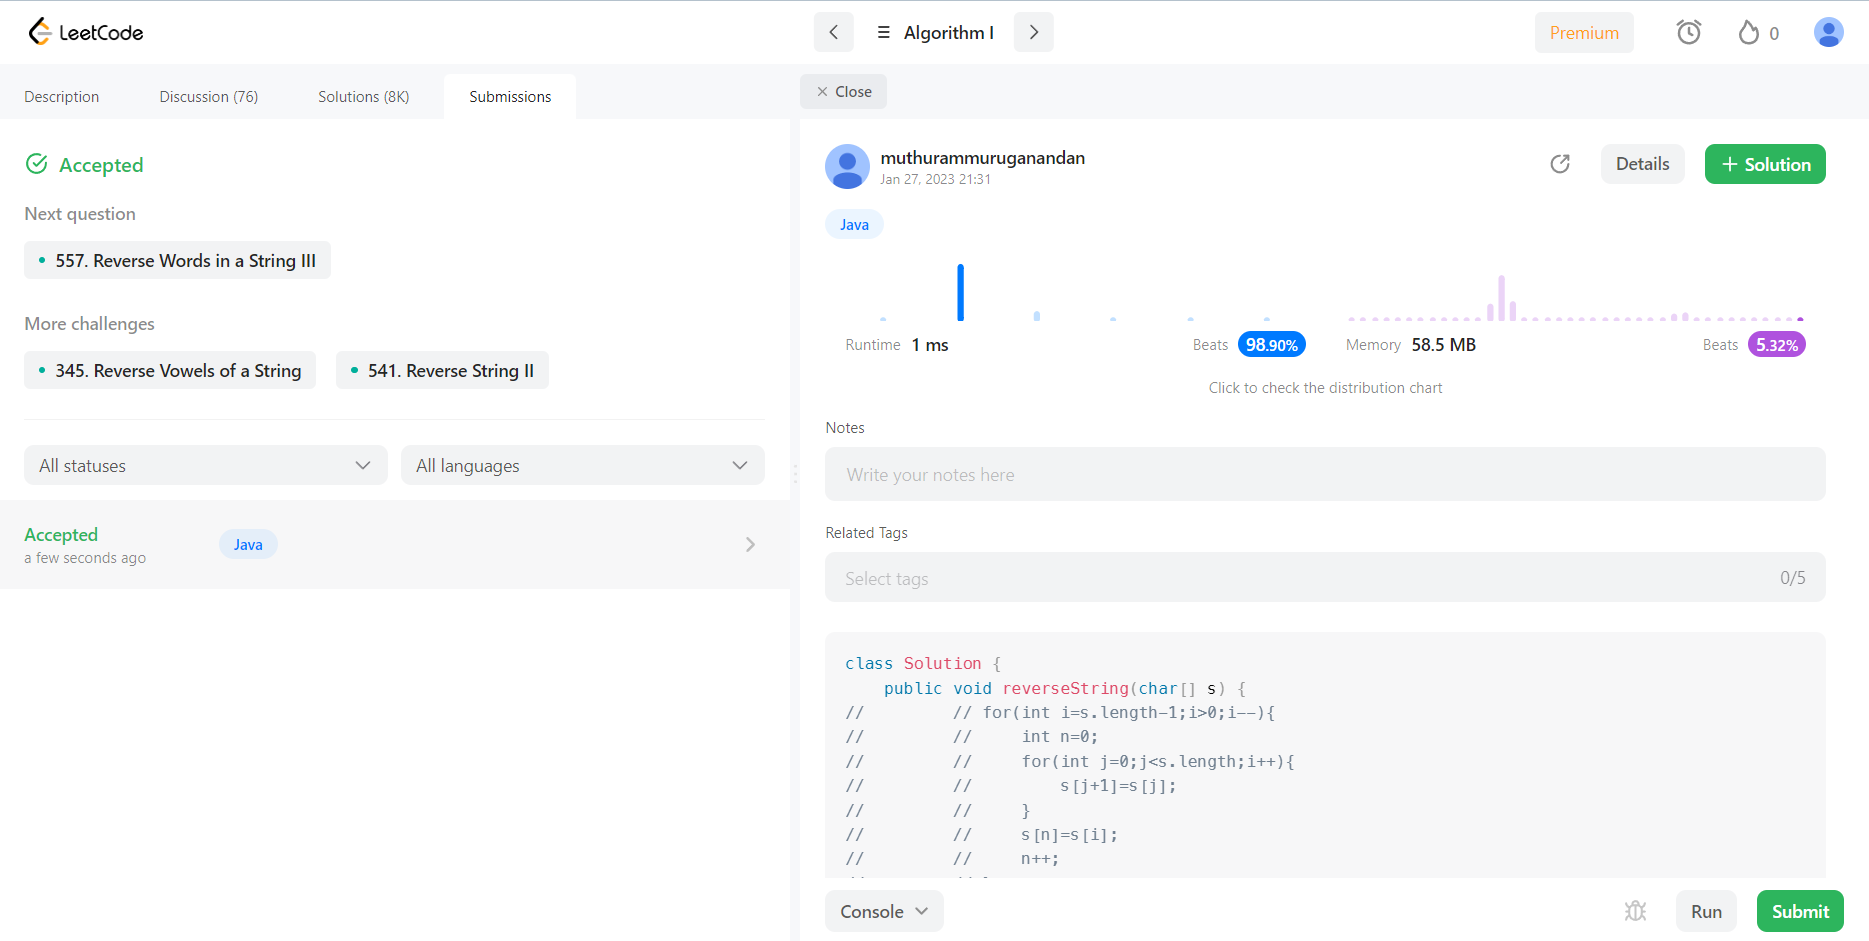 LeetCode
Algorithm I
Premium
0
Description
Discussion (76)
Solutions (8K)
Submissions
Close
Accepted
Next question
557. Reverse Words in a String III
More challenges
345. Reverse Vowels of a String
541. Reverse String II
All statuses
All languages
Accepted
a few seconds ago
Java
muthurammuruganandan
Jan 27, 2023 21:31
Details
+ Solution
Java
Runtime 1 ms
Beats 98.90%
Memory 58.5 MB
Beats 5.32%
Click to check the distribution chart
Notes
Write your notes here
Related Tags
Select tags
0/5
class Solution {
    public void reverseString(char[] s) {
//         // for(int i=s.length-1;i>0;i--){
//         //     int n=0;
//         //     for(int j=0;j<s.length;i++){
//         //         s[j+1]=s[j];
//         //     }
//         //     s[n]=s[i];
//         //     n++;
Console
Run
Submit